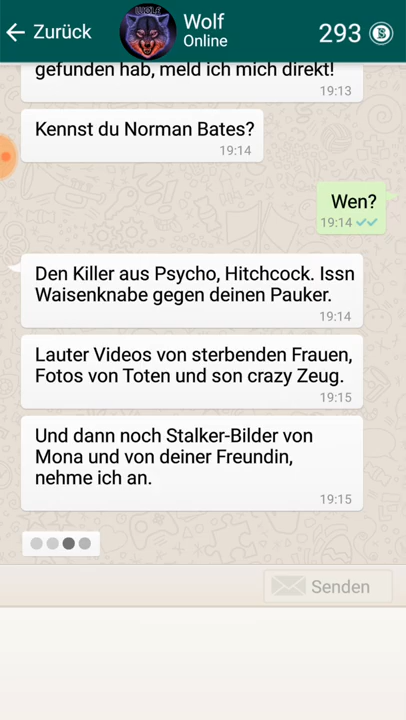 Zurück
WOLF
Wolf
Online
293
gefunden hab, meld ich mich direkt!
19:13
Kennst du Norman Bates?
19:14
Wen?
19:14
Den Killer aus Psycho, Hitchcock. Issn
Waisenknabe gegen deinen Pauker.
19:14
Lauter Videos von sterbenden Frauen,
Fotos von Toten und son crazy Zeug.
19:15
Und dann noch Stalker-Bilder von
Mona und von deiner Freundin,
nehme ich an.
19:15
Senden